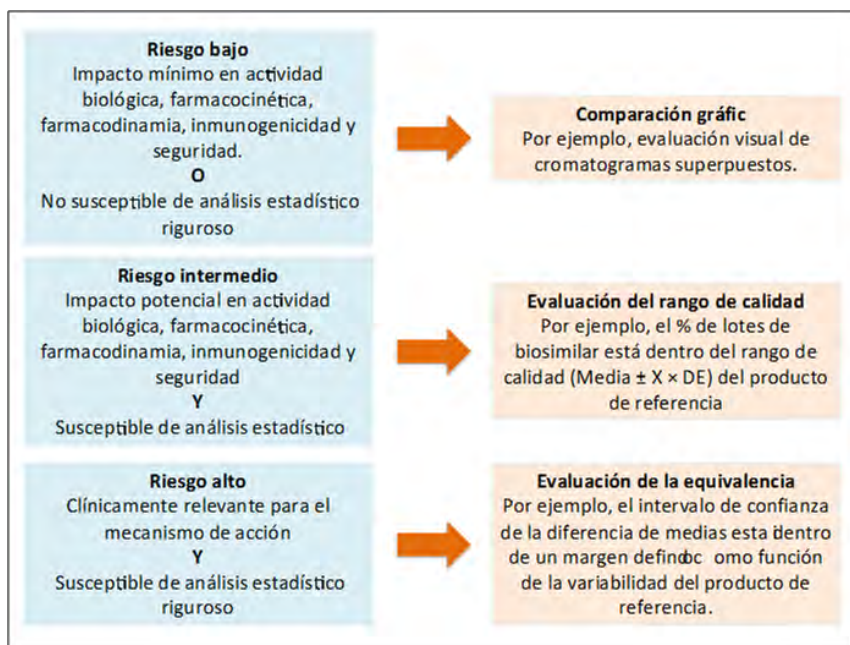 Riesgo bajo
Impacto mínimo en actividad
biológica, farmacocinética,
farmacodinamia, inmunogenicidad y
seguridad.
O
No susceptible de análisis estadístico
riguroso
Comparación gráfic
Por ejemplo, evaluación visual de
cromatogramas superpuestos.
Riesgo intermedio
Impacto potencial en actividad
biológica, farmacocinética,
farmacodinamia, inmunogenicidad y
seguridad
Y
Susceptible de análisis estadístico
Evaluación del rango de calidad
Por ejemplo, el % de lotes de
biosimilar está dentro del rango de
calidad (Media ± X × DE) del producto
de referencia
Riesgo alto
Clínicamente relevante para el
mecanismo de acción
Y
Susceptible de análisis estadístico
riguroso
Evaluación de la equivalencia
Por ejemplo, el intervalo de confianza
de la diferencia de medias esta dentro
de un margen definoc omo función
de la variabilidad del producto de
referencia.